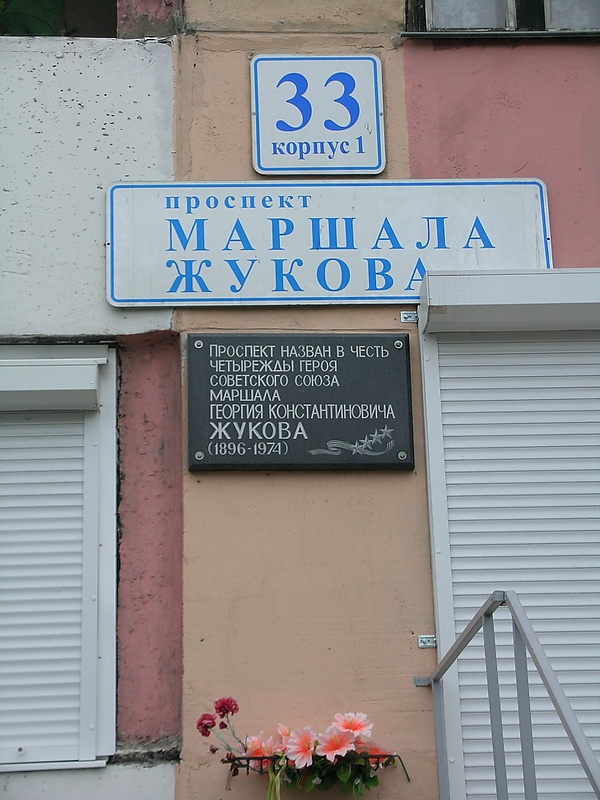 33
корпус 1
проспект
МАРШАЛА
ЖУКОВА
ПРОСПЕКТ НАЗВАН В ЧЕСТЬ
ЧЕТЫРЕЖДЫ ГЕРОЯ
СОВЕТСКОГО СОЮЗА
МАРШАЛА
ГЕОРГИЯ КОНСТАНТИНОВИЧА
ЖУКОВА
(1896-1974)